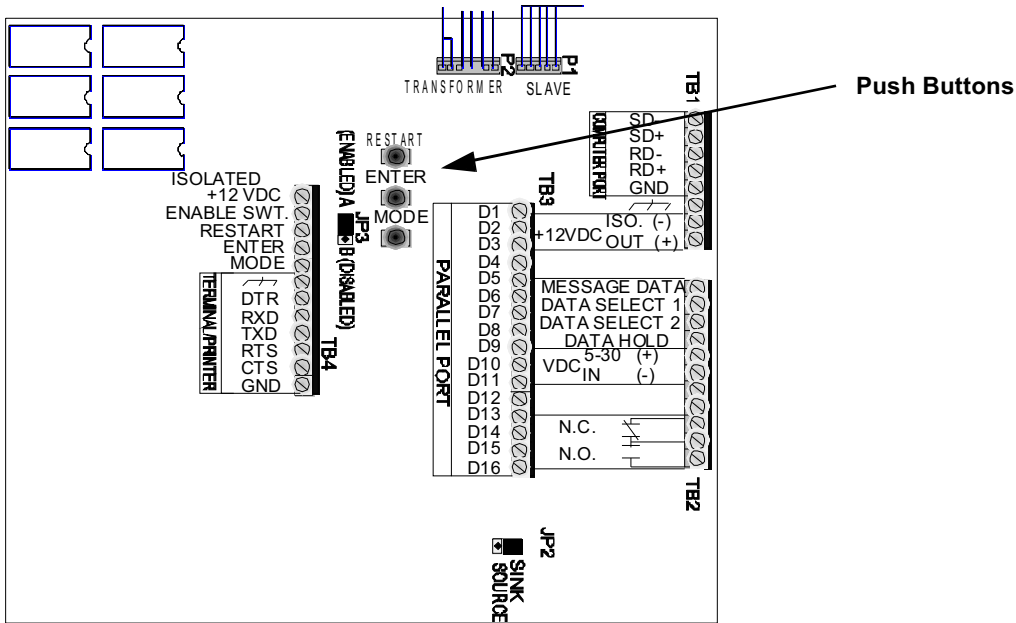 P2
P1
TRANSFORMER
SLAVE
Push Buttons
TB1
COMPUTER PORT
SD-
SD+
RD-
RD+
GND
ISO. (-)
+12VDC
OUT (+)
RESTART
ENTER
MODE
(ENABLED) A
JP3
B (DISABLED)
ISOLATED
+12 VDC
ENABLE SWT.
RESTART
ENTER
MODE
TERMINAL/PRINTER
DTR
RXD
TXD
RTS
CTS
GND
TB4
TB3
PARALLEL PORT
D1
D2
D3
D4
D5
D6
D7
D8
D9
D10
D11
D12
D13
D14
D15
D16
MESSAGE DATA
DATA SELECT 1
DATA SELECT 2
DATA HOLD
VDC 5-30 (+)
IN (-)
N.C.
N.O.
TB2
JP2
SINK
SOURCE